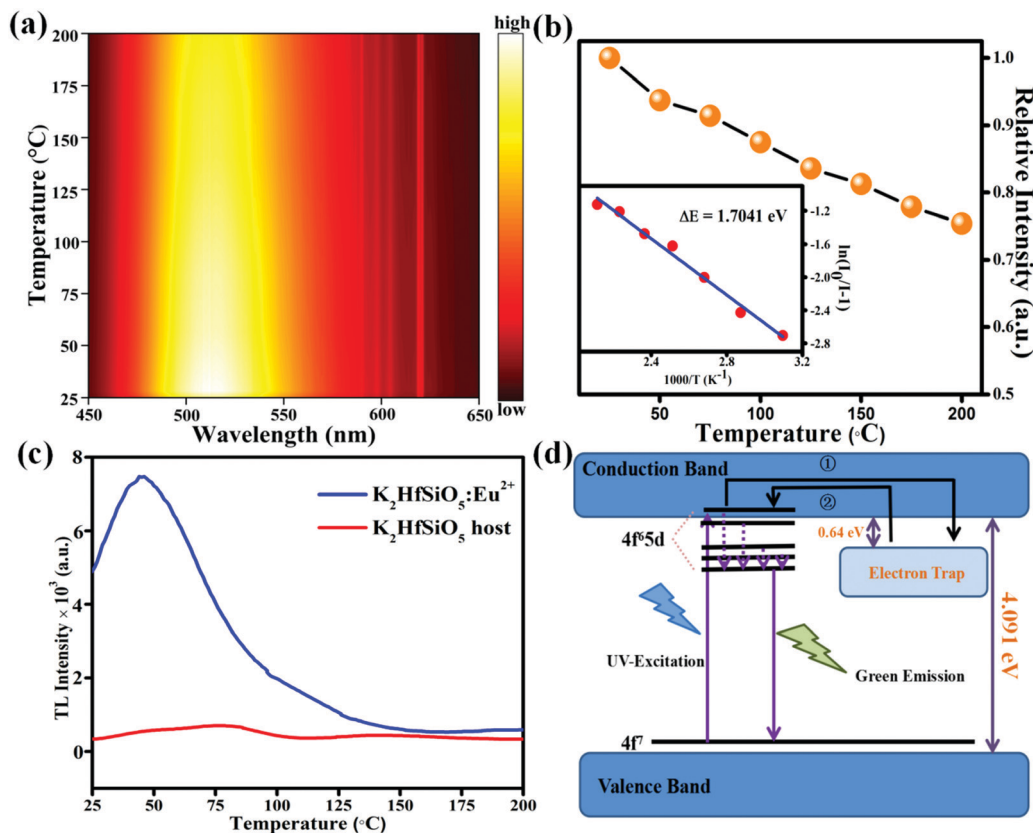 (a)
high
200
175
150
125
100
75
50
25
Temperature (°C)
450
500
550
600
650
low
Wavelength (nm)
(b)
1.0
0.9
0.8
0.7
0.6
0.5
Relative Intensity (a.u.)
ΔE = 1.7041 eV
-1.2
-1.6
-2.0
-2.4
-2.8
ln(I0/I-1)
2.4
2.8
3.2
1000/T (K⁻¹)
50
100
150
200
Temperature (◦C)
(c)
8
6
4
2
0
TL Intensity × 10³ (a.u.)
K₂HfSiO₅:Eu²⁺
K₂HfSiO₅ host
25
50
75
100
125
150
175
200
Temperature (◦C)
(d)
Conduction Band
①
②
4f⁶5d
0.64 eV
Electron Trap
4.091 eV
UV-Excitation
Green Emission
4f⁷
Valence Band